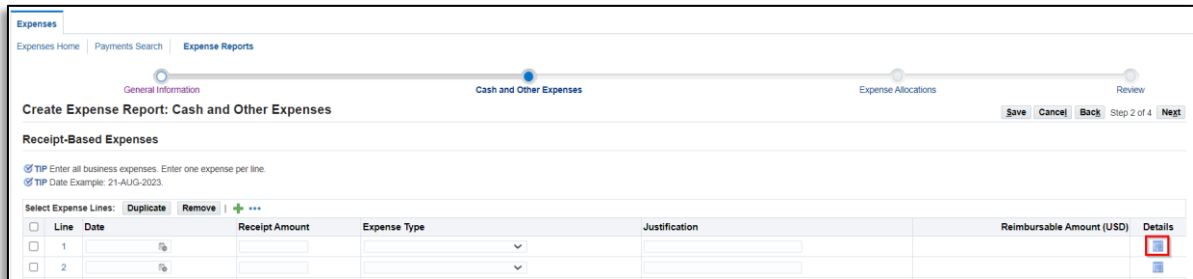 Expenses
Expenses Home Payments Search Expense Reports
General Information Cash and Other Expenses Expense Allocations Review
Create Expense Report: Cash and Other Expenses Save Cancel Back Step 2 of 4 Next
Receipt-Based Expenses
TIP Enter all business expenses. Enter one expense per line.
TIP Date Example: 21-AUG-2023.
Select Expense Lines: Duplicate Remove
Line Date Receipt Amount Expense Type Justification Reimbursable Amount (USD) Details
1
2